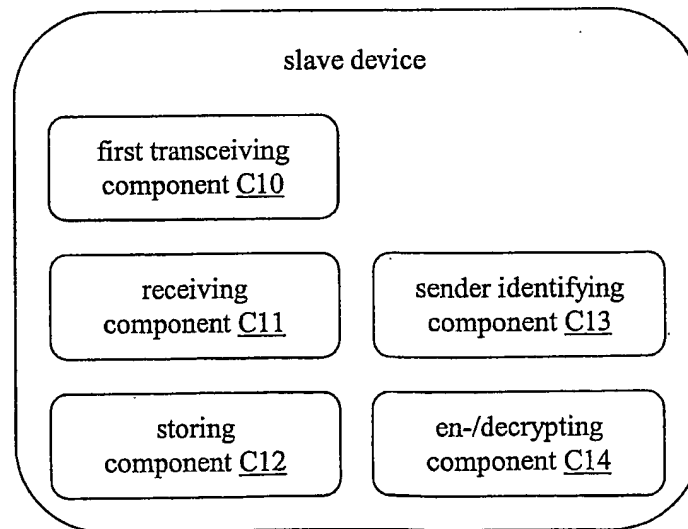 slave device
first transceiving
component C10
receiving
component C11
sender identifying
component C13
storing
component C12
en-/decrypting
component C14